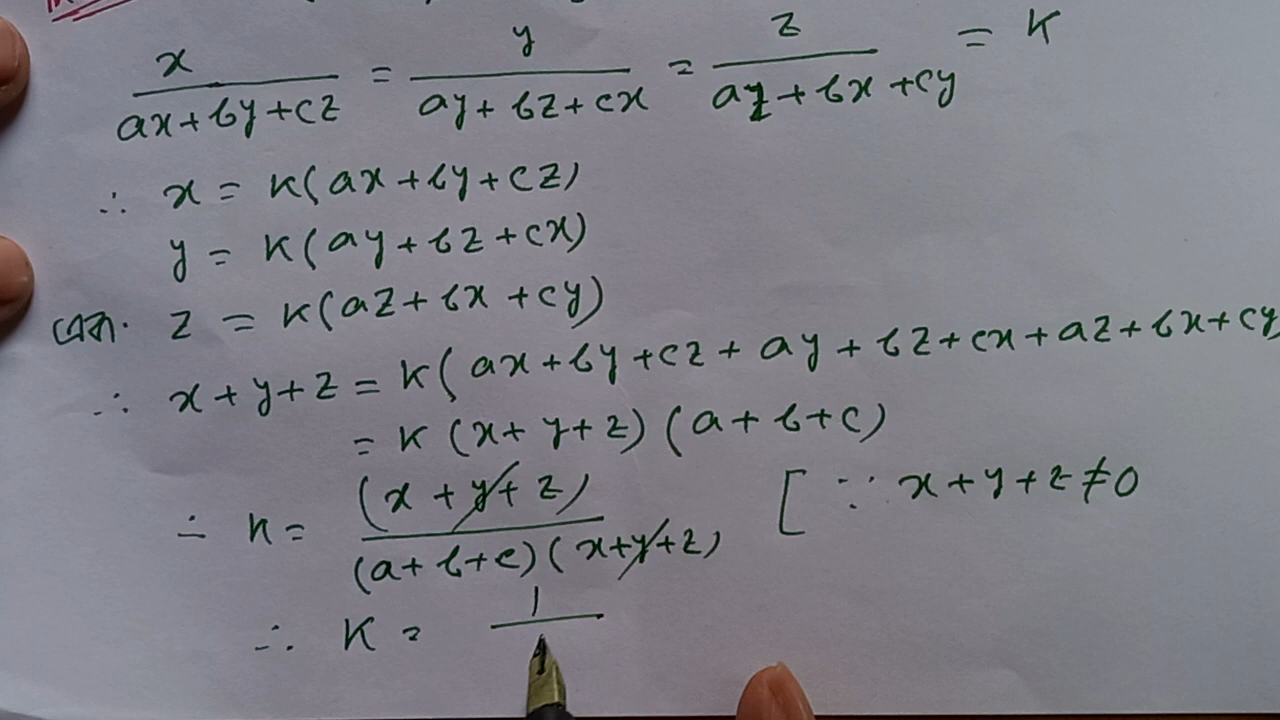 x/(ax+by+cz) = y/(ay+bz+cx) = z/(az+bx+cy) = K
∴ x = K(ax+by+cz)
y = K(ay+bz+cx)
z = K(az+bx+cy)
∴ x+y+z = K(ax+by+cz+ay+bz+cx+az+bx+cy
= K(x+y+z)(a+b+c)
∴ K = (x+y+z)/(a+b+c)(x+y+z) [∵ x+y+z≠0
∴ K = 1/